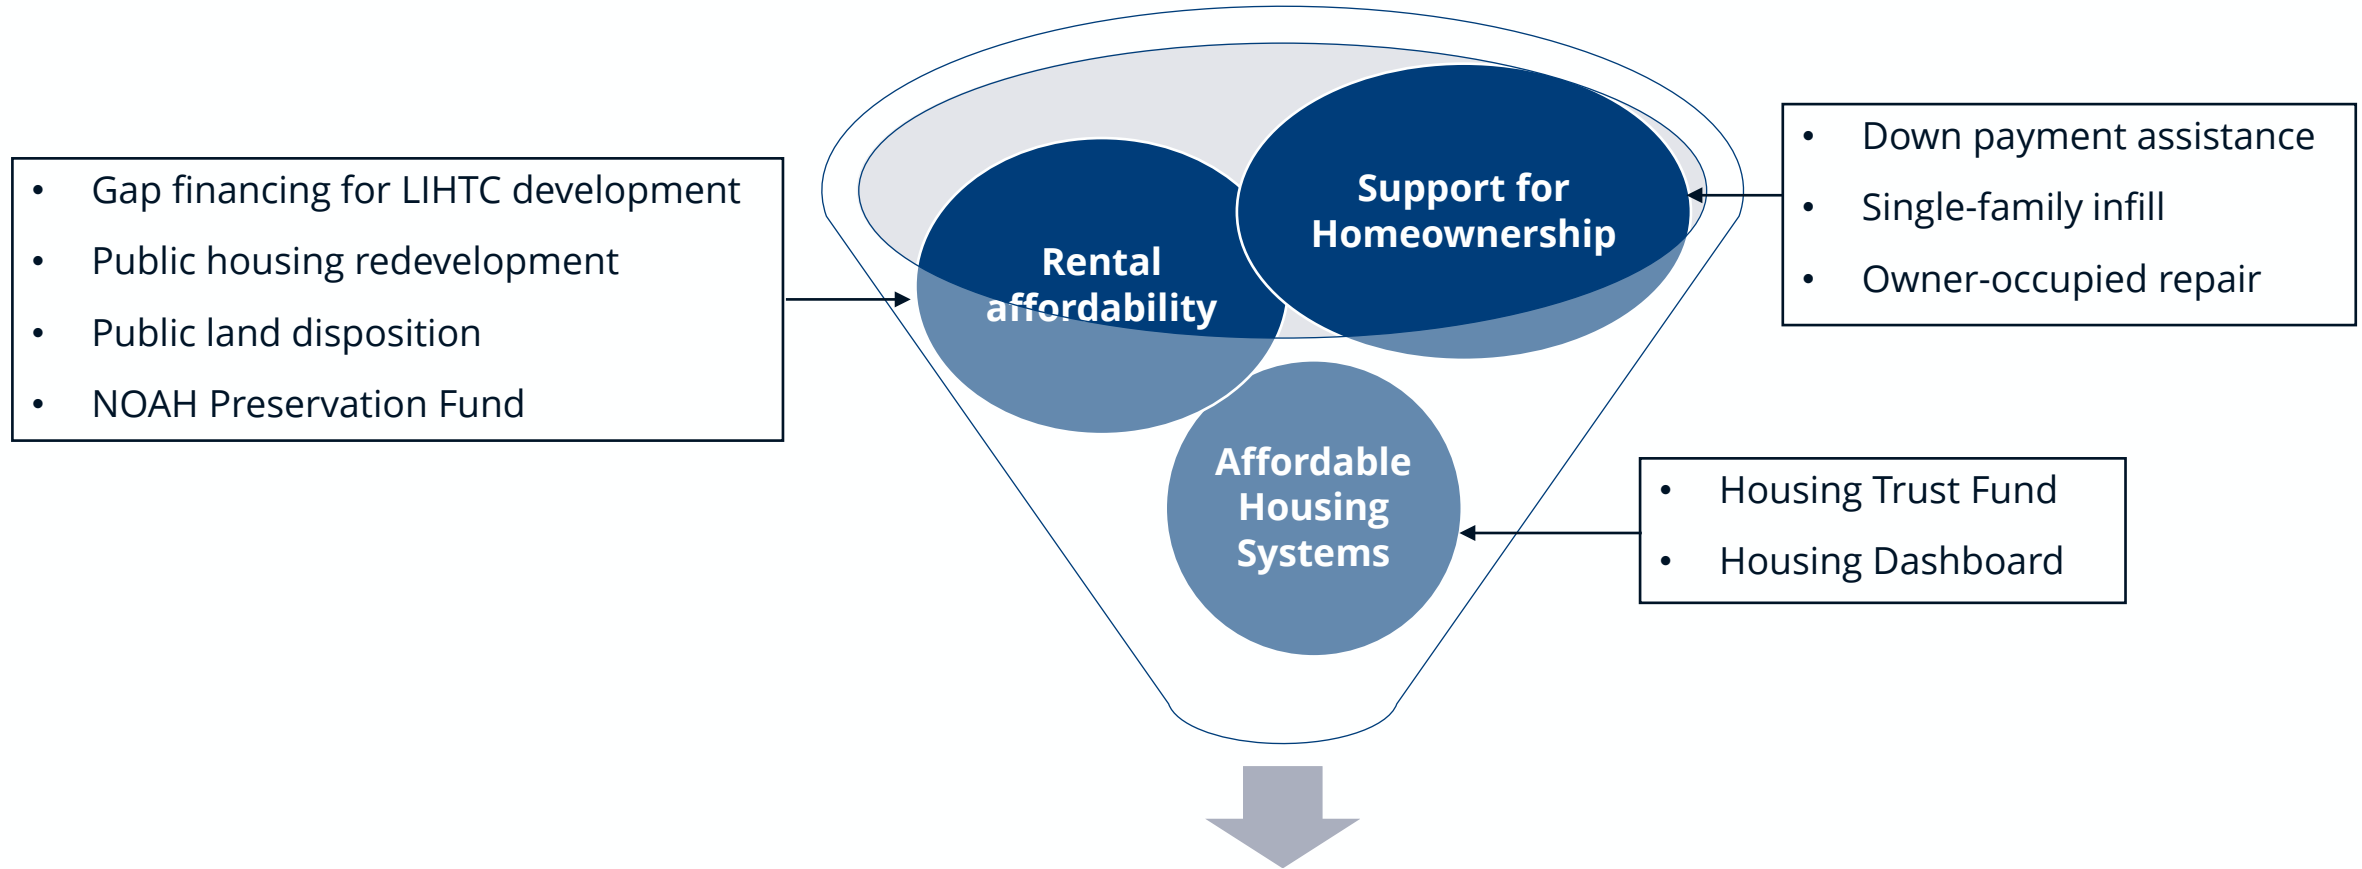 • Gap financing for LIHTC development
• Public housing redevelopment
• Public land disposition
• NOAH Preservation Fund
Rental
affordability
Support for
Homeownership
• Down payment assistance
• Single-family infill
• Owner-occupied repair
Affordable
Housing
Systems
• Housing Trust Fund
• Housing Dashboard